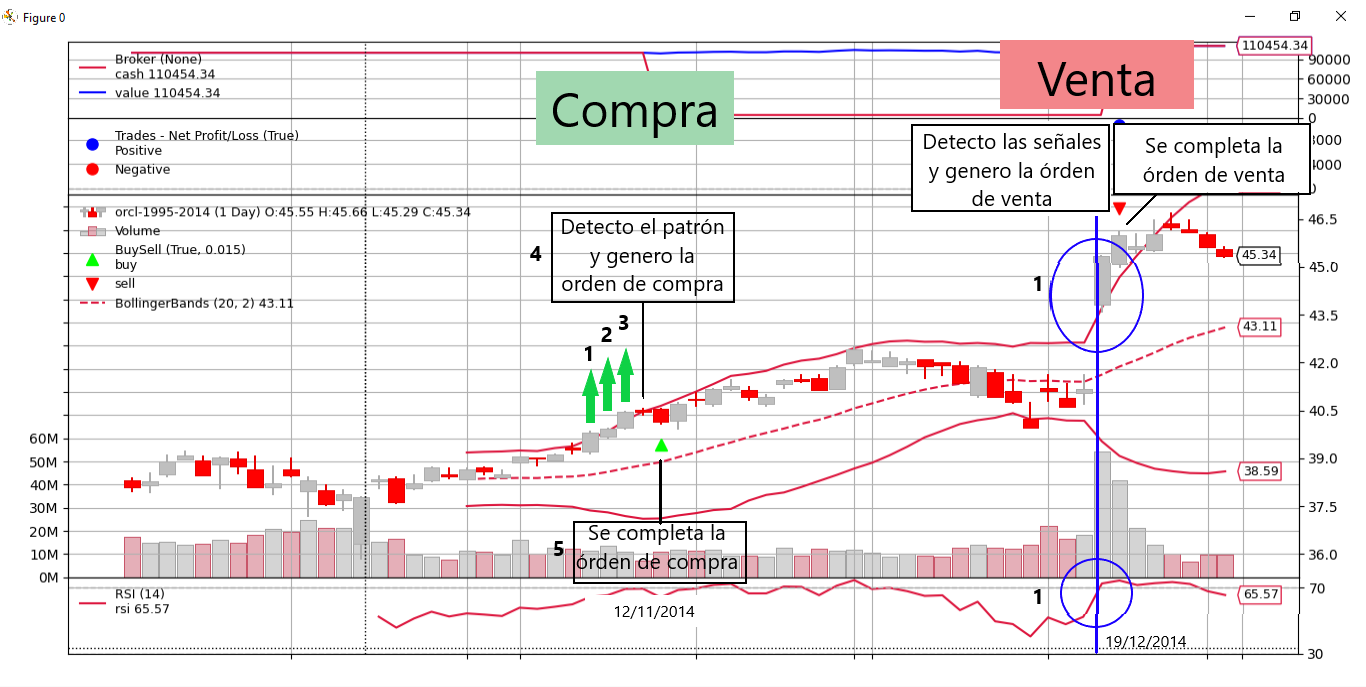 Figure 0
Broker (None)
cash 110454.34
value 110454.34
110454.34
90000
60000
30000
0
Compra
Venta
Trades - Net Profit/Loss (True)
Positive
Negative
8000
4000
0
Detecto las señales
y genero la órden
de venta
Se completa la
órden de venta
orcl-1995-2014 (1 Day) O:45.55 H:45.66 L:45.29 C:45.34
Volume
BuySell (True, 0.015)
buy
sell
BollingerBands (20, 2) 43.11
4
Detecto el patrón
y genero la
orden de compra
1
2
3
1
46.5
45.34
45.0
43.5
43.11
42.0
40.5
39.0
38.59
37.5
36.0
60M
50M
40M
30M
20M
10M
0M
5
Se completa la
órden de compra
RSI (14)
rsi 65.57
12/11/2014
1
19/12/2014
70
65.57
30